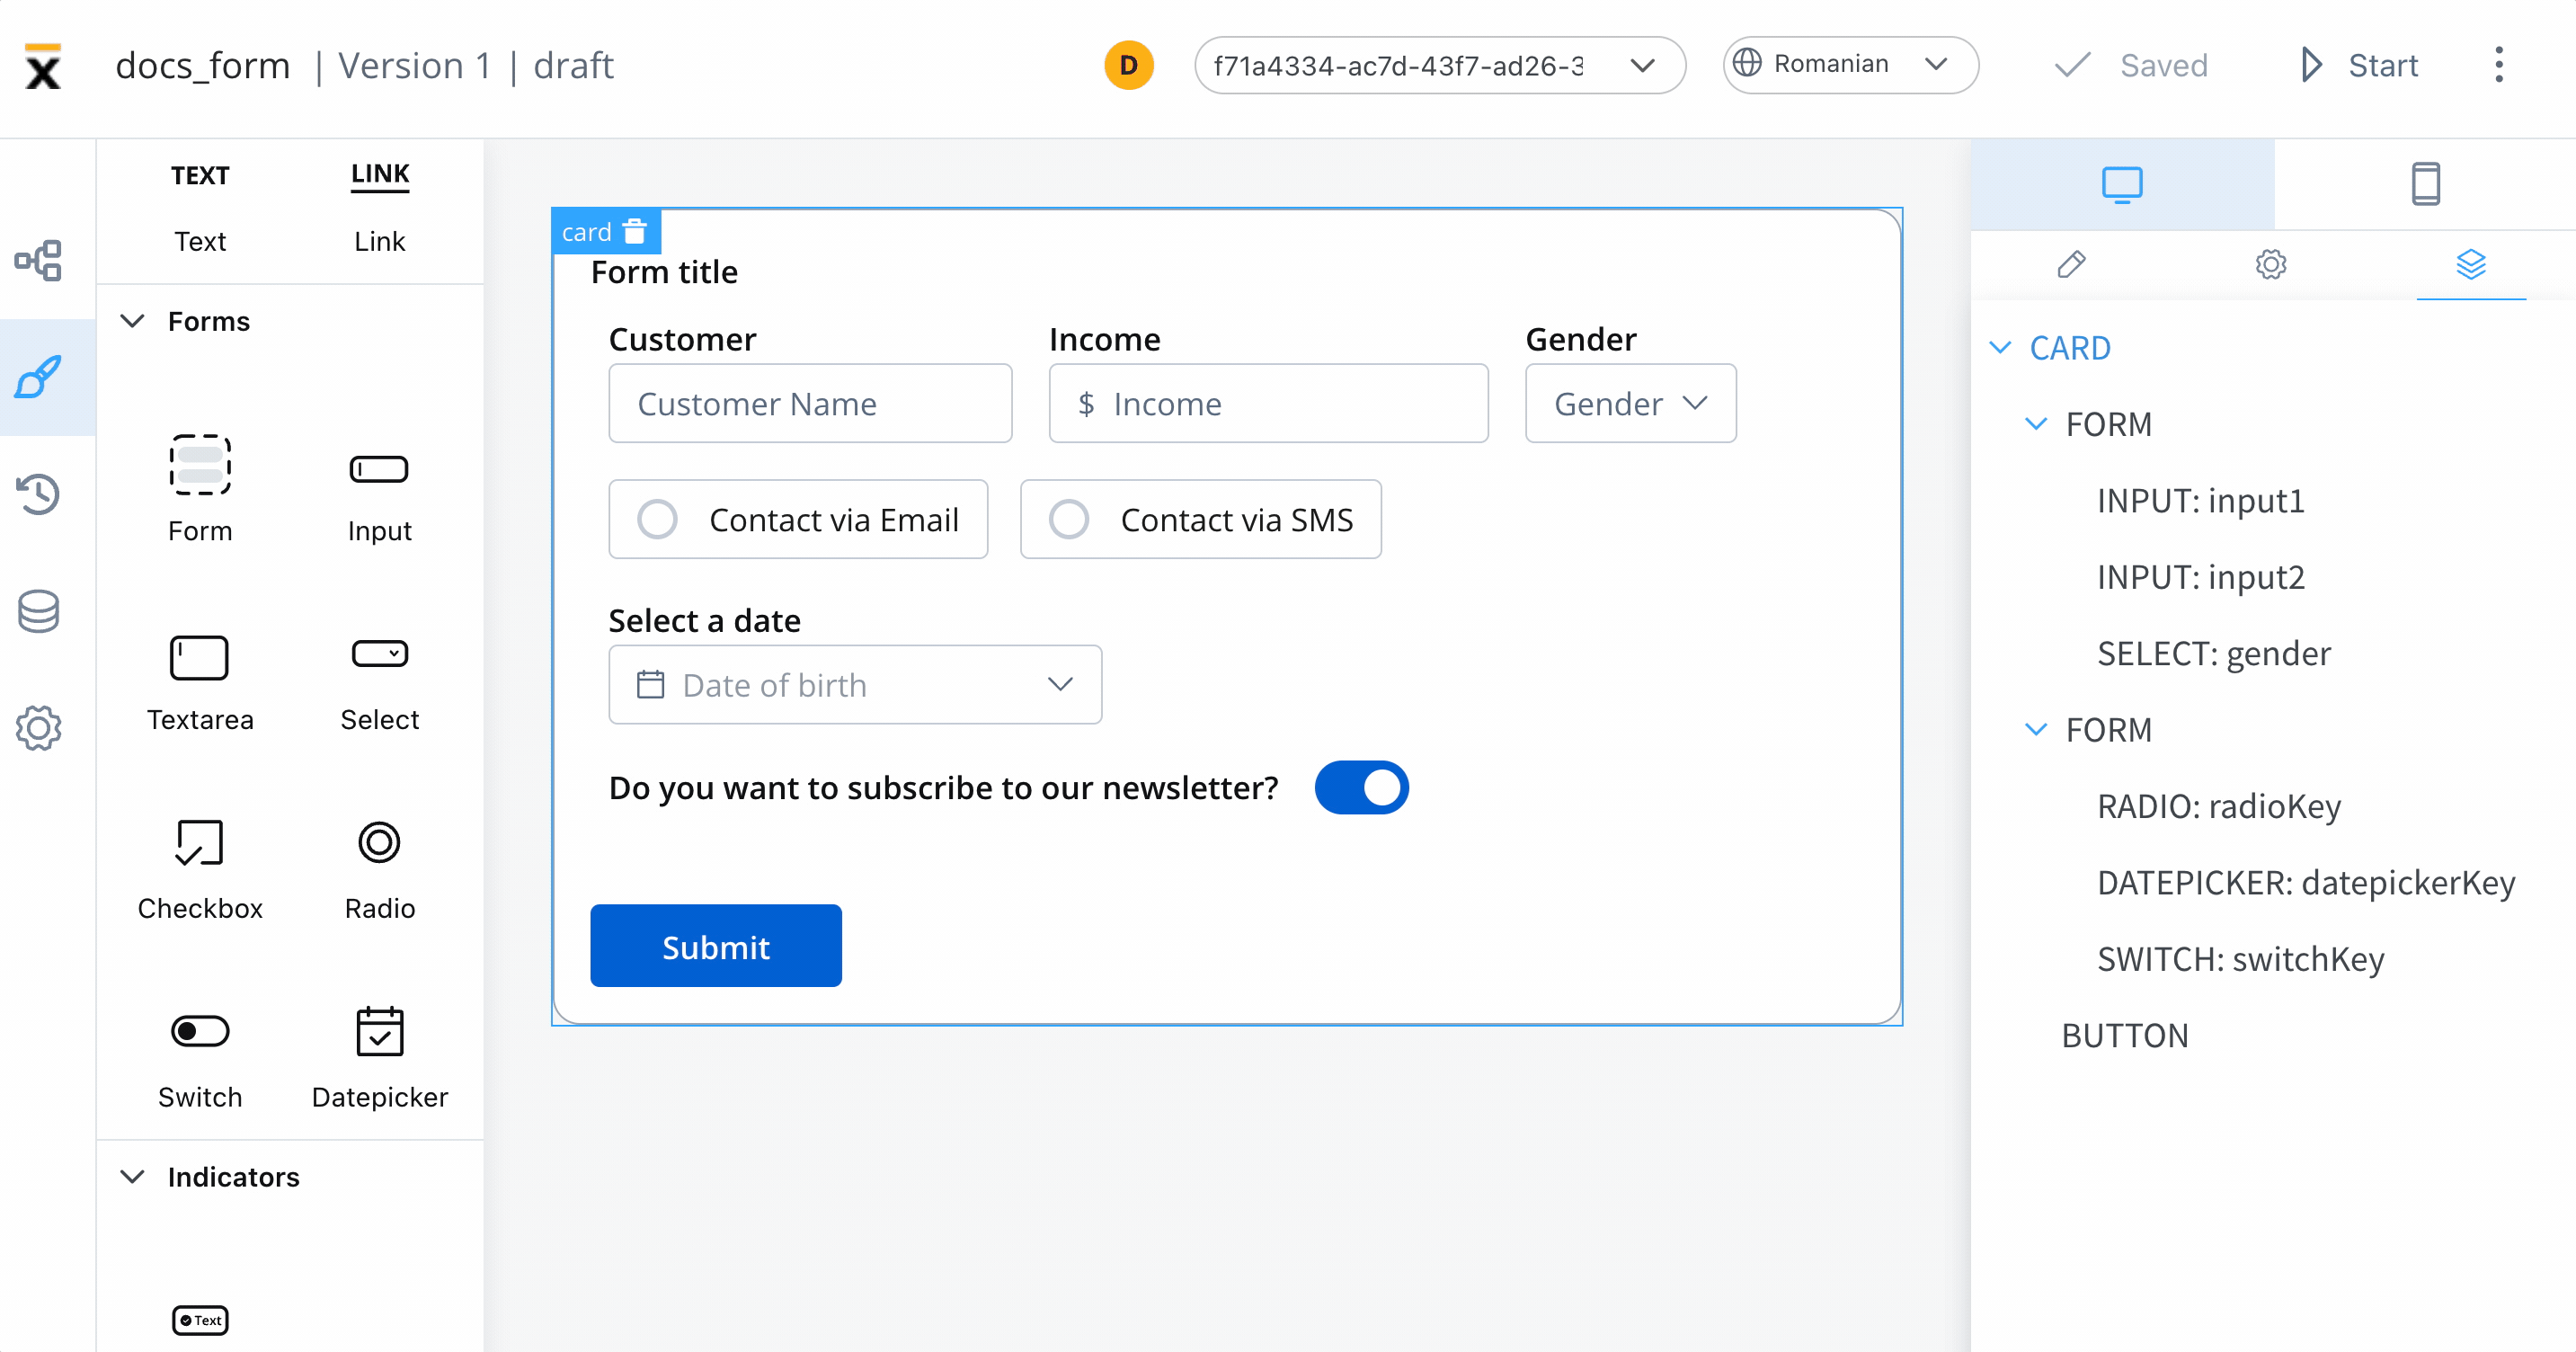 docs_form | Version 1 | draft
D
f71a4334-ac7d-43f7-ad26-3
Romanian
Saved
Start
TEXT
LINK
Text
Link
Forms
Form
Input
Textarea
Select
Checkbox
Radio
Switch
Datepicker
Indicators
Text
card
Form title
Customer
Income
Gender
Customer Name
$ Income
Gender
Contact via Email
Contact via SMS
Select a date
Date of birth
Do you want to subscribe to our newsletter?
Submit
CARD
FORM
INPUT: input1
INPUT: input2
SELECT: gender
FORM
RADIO: radioKey
DATEPICKER: datepickerKey
SWITCH: switchKey
BUTTON